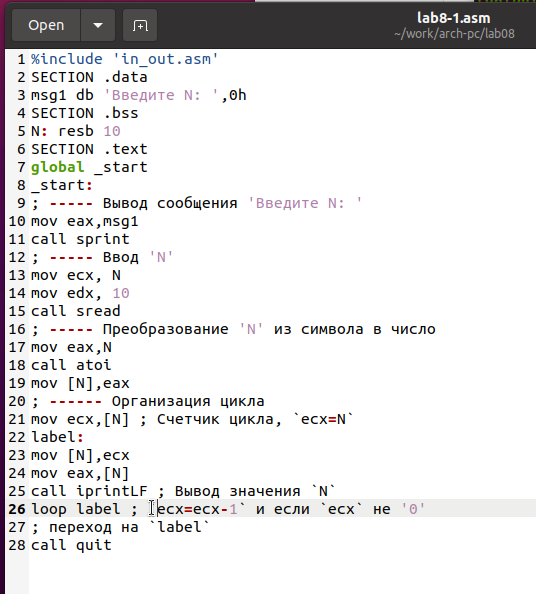 Open
lab8-1.asm
~/work/arch-pc/lab08
1 %include 'in_out.asm'
2 SECTION .data
3 msg1 db 'Введите N: ',0h
4 SECTION .bss
5 N: resb 10
6 SECTION .text
7 global _start
8 _start:
9 ; ----- Вывод сообщения 'Введите N: '
10 mov eax,msg1
11 call sprint
12 ; ----- Ввод 'N'
13 mov ecx, N
14 mov edx, 10
15 call sread
16 ; ----- Преобразование 'N' из символа в число
17 mov eax,N
18 call atoi
19 mov [N],eax
20 ; ------ Организация цикла
21 mov ecx,[N] ; Счетчик цикла, `ecx=N`
22 label:
23 mov [N],ecx
24 mov eax,[N]
25 call iprintLF ; Вывод значения `N`
26 loop label ; `ecx=ecx-1` и если `ecx` не '0'
27 ; переход на `label`
28 call quit